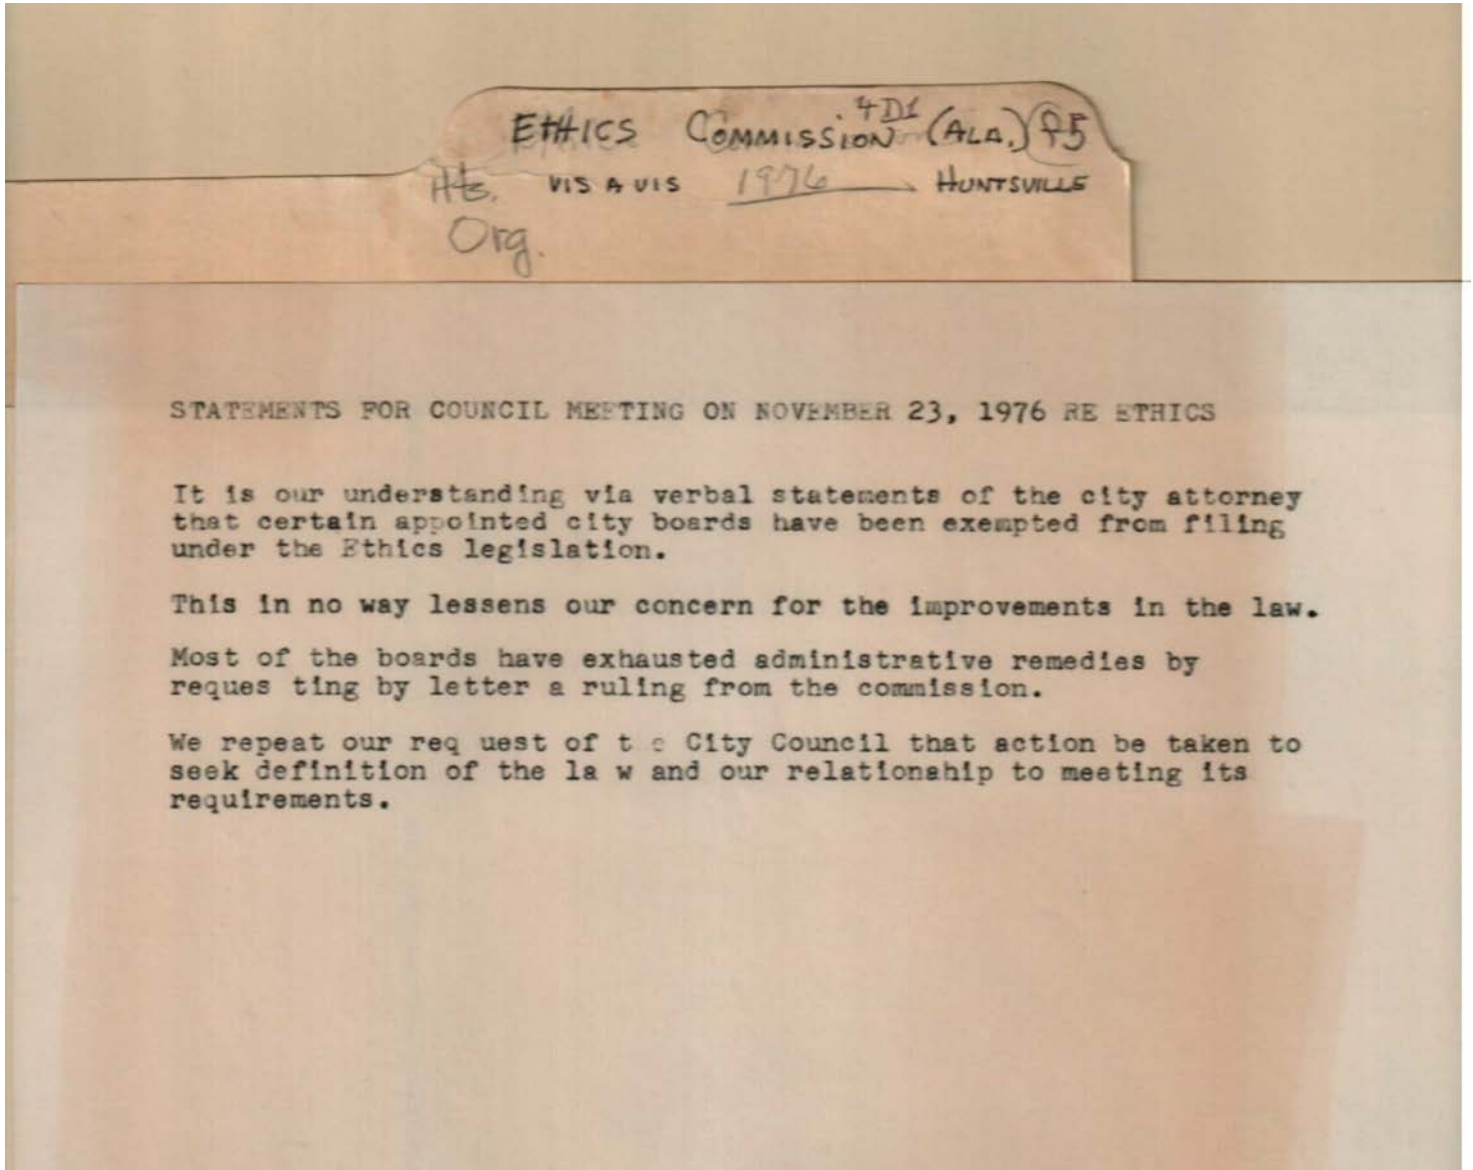 ETHICS COMMISSION 4D1 (ALA.)
Hts. VIS A VIS 1976 HUNTSVILLE
Org.
STATEMENTS FOR COUNCIL MEETING ON NOVEMBER 23, 1976 RE ETHICS
It is our understanding via verbal statements of the city attorney
that certain appointed city boards have been exempted from filing
under the Ethics legislation.
This in no way lessens our concern for the improvements in the law.
Most of the boards have exhausted administrative remedies by
reques ting by letter a ruling from the commission.
We repeat our req uest of t e City Council that action be taken to
seek definition of the la w and our relationship to meeting its
requirements.